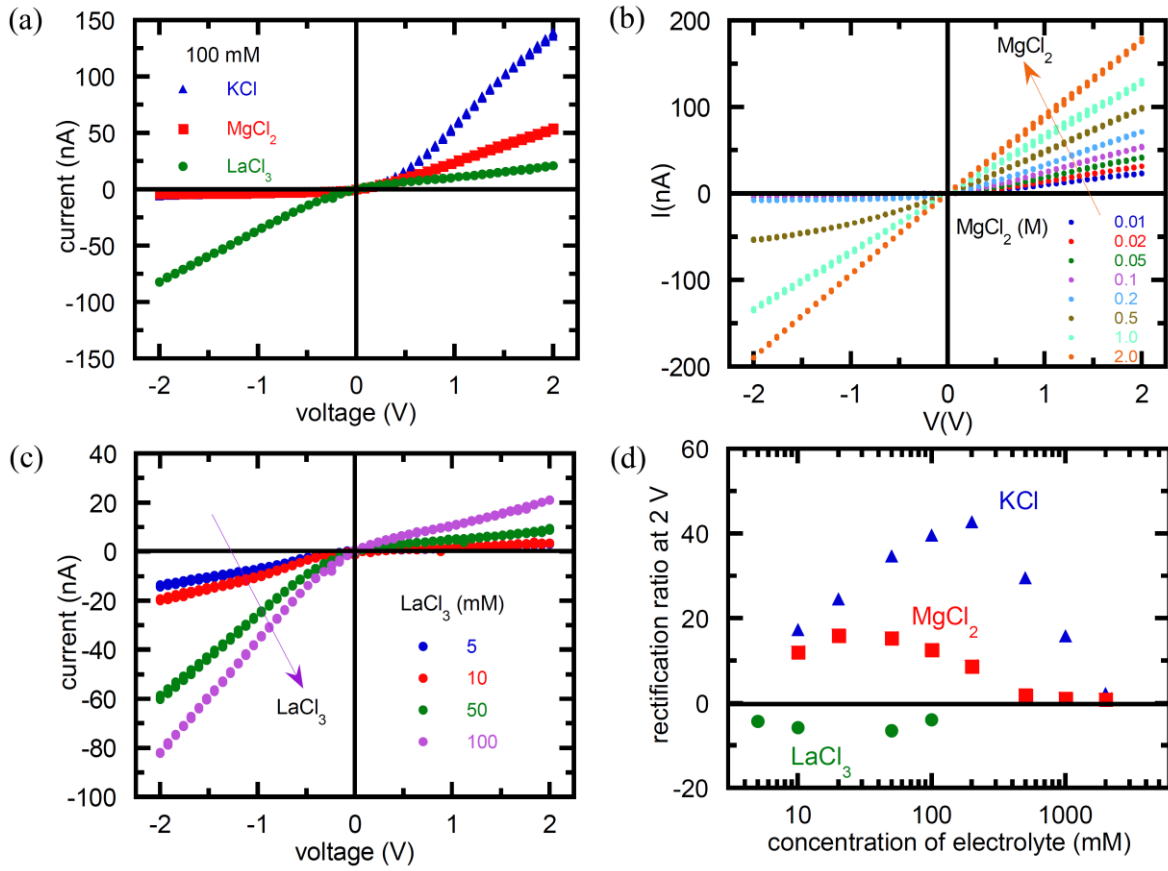 (a)
150
100
50
0
-50
-100
-150
current (nA)
100 mM
KCl
MgCl₂
LaCl₃
-2 -1 0 1 2
voltage (V)
(b)
200
100
0
-100
-200
I(nA)
MgCl₂
MgCl₂ (M)
0.01
0.02
0.05
0.1
0.2
0.5
1.0
2.0
-2 -1 0 1 2
V(V)
(c)
40
20
0
-20
-40
-60
-80
-100
current (nA)
LaCl₃
LaCl₃ (mM)
5
10
50
100
-2 -1 0 1 2
voltage (V)
(d)
60
40
20
0
-20
rectification ratio at 2 V
KCl
MgCl₂
LaCl₃
10 100 1000
concentration of electrolyte (mM)